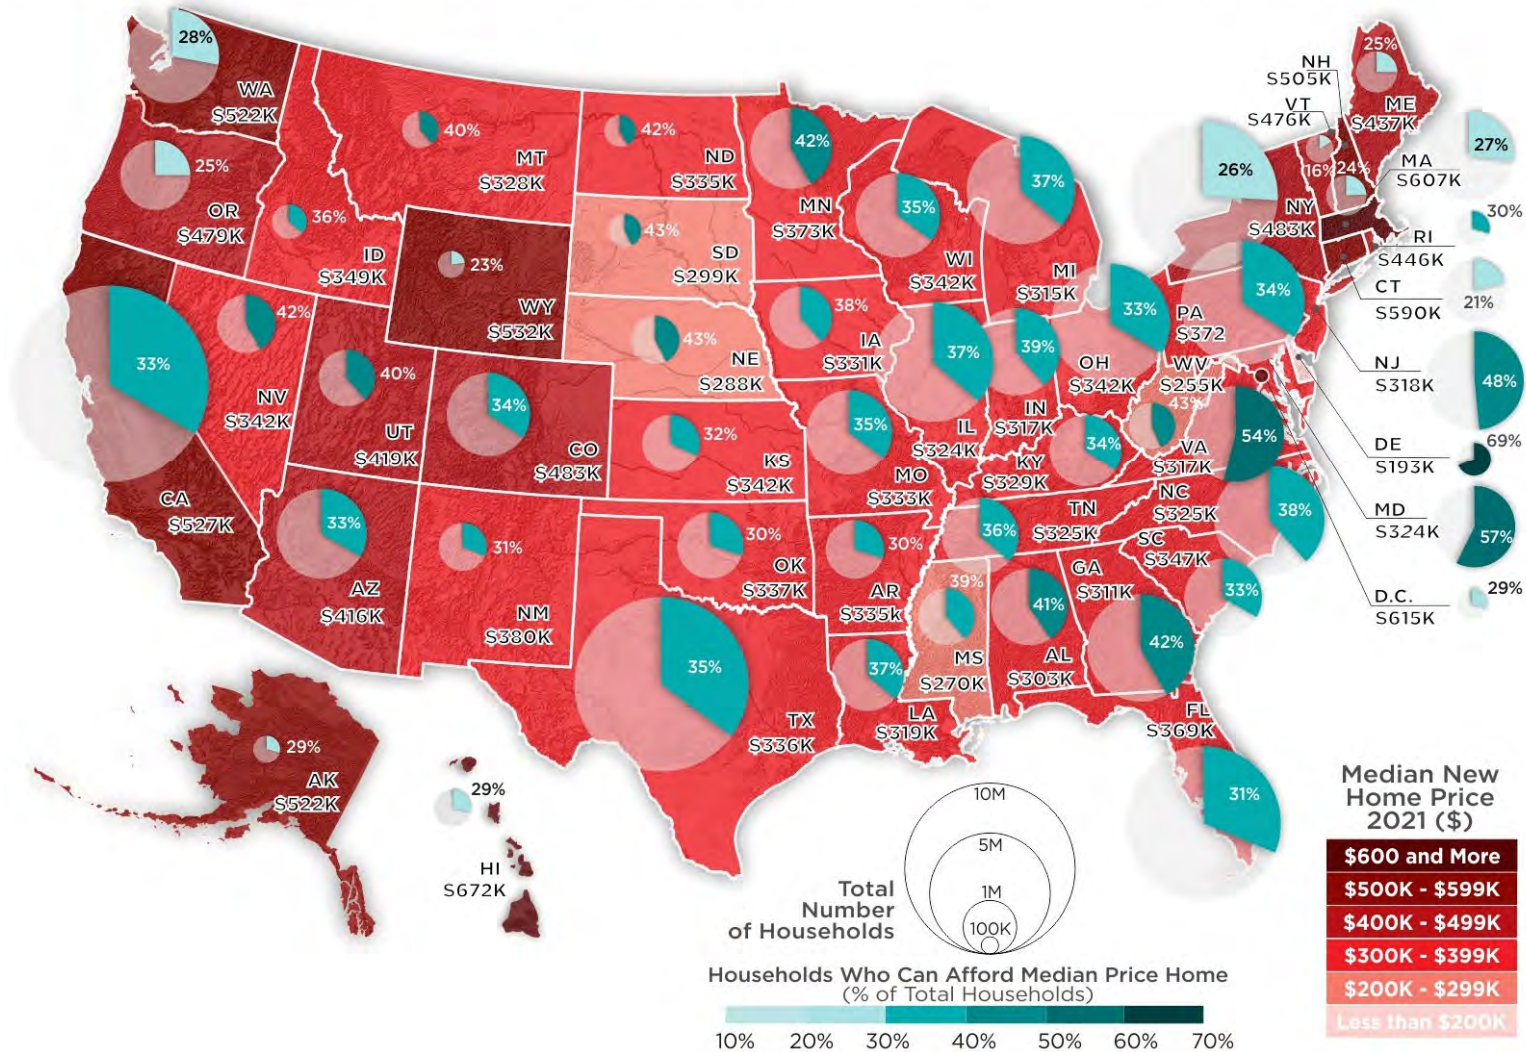 28%
WA
$522K
25%
OR
$479K
36%
ID
$349K
40%
MT
$328K
42%
ND
$335K
42%
MN
$373K
35%
WI
$342K
37%
MI
$315K
23%
WY
$532K
43%
SD
$299K
43%
NE
$288K
38%
IA
$331K
33%
CA
$527K
42%
NV
$342K
40%
UT
$419K
34%
CO
$483K
32%
KS
$342K
35%
MO
$333K
37%
IL
$324K
39%
IN
$317K
33%
OH
$342K
34%
PA
$372
26%
NY
$483K
25%
ME
$437K
NH
$505K
VT
$476K
16%
24%
MA
$607K
27%
RI
$446K
30%
CT
$590K
21%
NJ
$318K
48%
DE
$193K
69%
MD
$324K
57%
D.C.
$615K
29%
WV
$255K
43%
54%
VA
$317K
34%
KY
$329K
36%
TN
$325K
NC
$325K
38%
SC
$347K
33%
GA
$311K
42%
33%
AZ
$416K
31%
NM
$380K
30%
OK
$337K
30%
AR
$335k
39%
MS
$270K
41%
AL
$303K
35%
TX
$336K
37%
LA
$319K
FL
$369K
31%
29%
AK
$522K
29%
HI
$672K
10M
5M
1M
100K
Total
Number
of Households
Households Who Can Afford Median Price Home
(% of Total Households)
10% 20% 30% 40% 50% 60% 70%
Median New
Home Price
2021 ($)
$600 and More
$500K - $599K
$400K - $499K
$300K - $399K
$200K - $299K
Less than $200K